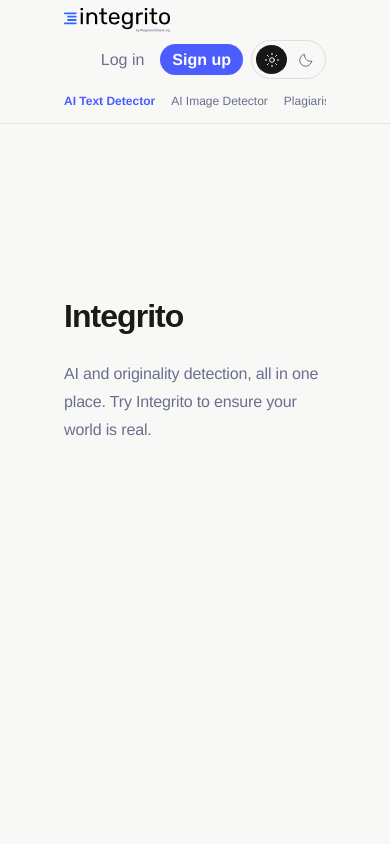 integrito
Log in
Sign up
AI Text Detector
AI Image Detector
Plagiaris
Integrito
AI and originality detection, all in one
place. Try Integrito to ensure your
world is real.